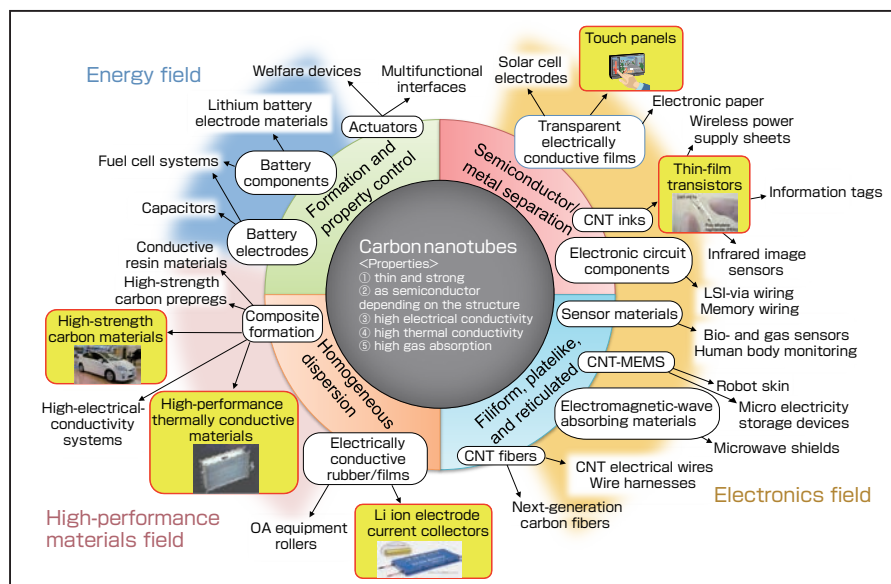 Energy field
Welfare devices
Multifunctional
interfaces
Lithium battery
electrode materials
Actuators
Fuel cell systems
Battery
components
Capacitors
Battery
electrodes
Formation and
property control
Solar cell
electrodes
Touch panels
Transparent
electrically
conductive films
Electronic paper
Wireless power
supply sheets
Semiconductor/
metal separation
CNT inks
Thin-film
transistors
Information tags
Infrared image
sensors
Electronic circuit
components
LSI-via wiring
Memory wiring
Carbon nanotubes
<Properties>
① thin and strong
② as semiconductor
depending on the structure
③ high electrical conductivity
④ high thermal conductivity
⑤ high gas absorption
Conductive
resin materials
High-strength
carbon prepregs
Composite
formation
High-strength
carbon materials
High-electrical-
conductivity
systems
High-performance
thermally conductive
materials
Homogeneous
dispersion
Electrically
conductive
rubber/films
OA equipment
rollers
Li ion electrode
current collectors
High-performance
materials field
Filiform, platelike,
and reticulated
Sensor materials
Bio- and gas sensors
Human body monitoring
CNT-MEMS
Robot skin
Micro electricity
storage devices
Electromagnetic-wave
absorbing materials
Microwave shields
CNT fibers
CNT electrical wires
Wire harnesses
Next-generation
carbon fibers
Electronics field